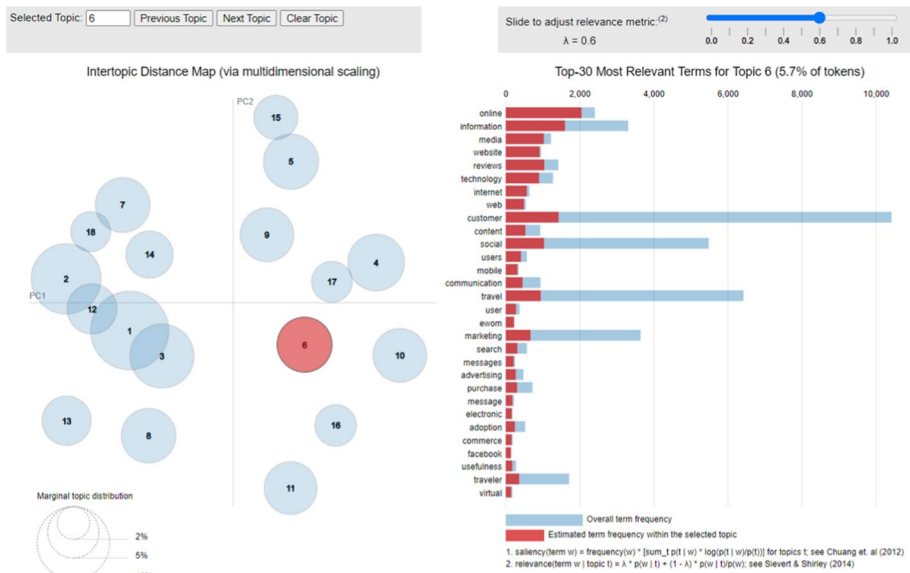 Selected Topic: 6 Previous Topic Next Topic Clear Topic
Slide to adjust relevance metric:(2)
λ = 0.6
0.0 0.2 0.4 0.6 0.8 1.0
Intertopic Distance Map (via multidimensional scaling)
PC2
PC1
15
5
7
18
9
14
4
2
17
12
1
6
3
10
13
16
8
11
Marginal topic distribution
2%
5%
Top-30 Most Relevant Terms for Topic 6 (5.7% of tokens)
0 2,000 4,000 6,000 8,000 10,000
online
information
media
website
reviews
technology
internet
web
customer
content
social
users
mobile
communication
travel
user
ewom
marketing
search
messages
advertising
purchase
message
electronic
adoption
commerce
facebook
usefulness
traveler
virtual
Overall term frequency
Estimated term frequency within the selected topic
1. saliency(term w) = frequency(w) * [sum_t p(t | w) * log(p(t | w)/p(t))] for topics t; see Chuang et. al (2012)
2. relevance(term w | topic t) = λ * p(w | t) + (1 - λ) * p(w | t)/p(w); see Sievert & Shirley (2014)